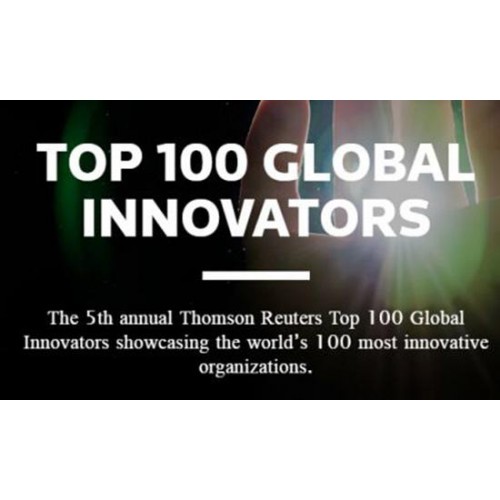 TOP 100 GLOBAL
INNOVATORS
The 5th annual Thomson Reuters Top 100 Global
Innovators showcasing the world's 100 most innovative
organizations.